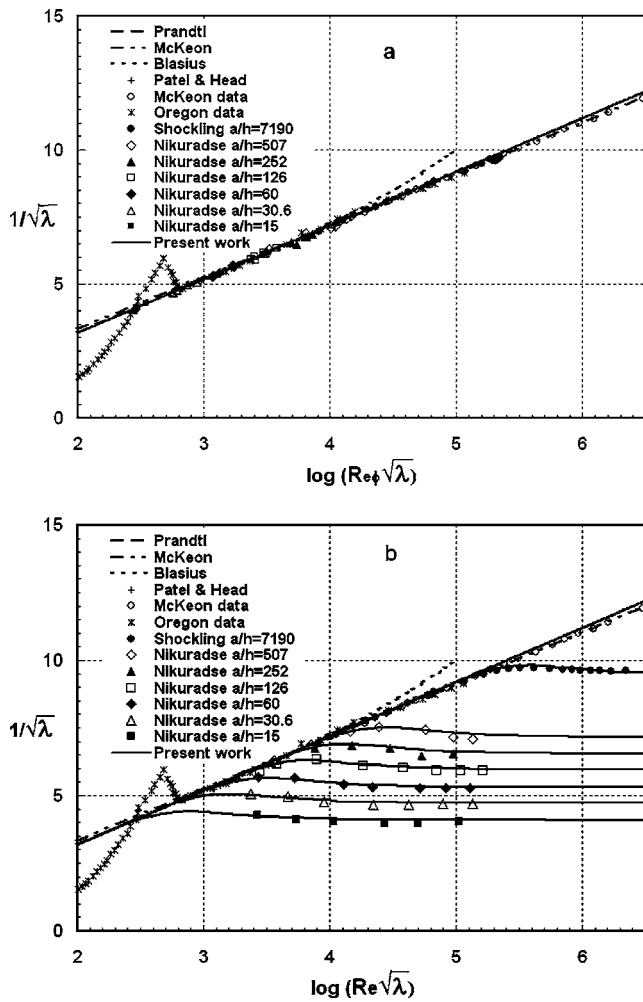 15
10
5
0
1/√λ
a
Prandtl
McKeon
Blasius
Patel & Head
McKeon data
Oregon data
Shockling a/h=7190
Nikuradse a/h=507
Nikuradse a/h=252
Nikuradse a/h=126
Nikuradse a/h=60
Nikuradse a/h=30.6
Nikuradse a/h=15
Present work
2 3 4 5 6
log (Reϕ√λ)
15
10
5
0
1/√λ
b
Prandtl
McKeon
Blasius
Patel & Head
McKeon data
Oregon data
Shockling a/h=7190
Nikuradse a/h=507
Nikuradse a/h=252
Nikuradse a/h=126
Nikuradse a/h=60
Nikuradse a/h=30.6
Nikuradse a/h=15
Present work
2 3 4 5 6
log (Re√λ)